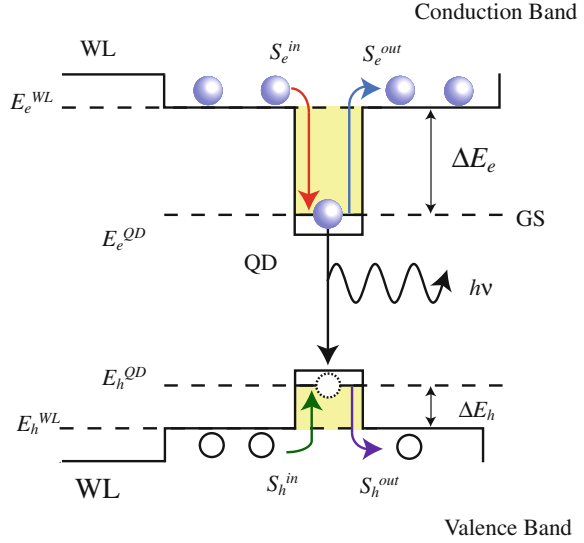 Conduction Band
WL
S_e^in
S_e^out
E_e^WL
ΔE_e
GS
E_e^QD
QD
hν
E_h^QD
E_h^WL
ΔE_h
WL
S_h^in
S_h^out
Valence Band